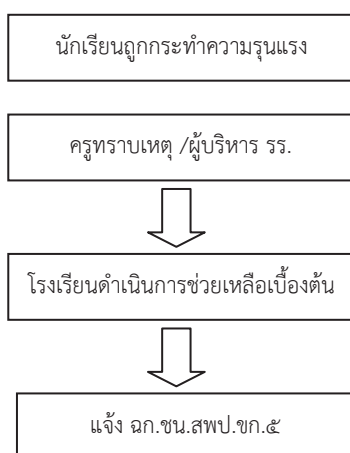 นักเรียนถูกกระทำความรุนแรง
ครูทราบเหตุ /ผู้บริหาร รร.
โรงเรียนดำเนินการช่วยเหลือเบื้องต้น
แจ้ง ฉก.ชน.สพป.ขก.๕